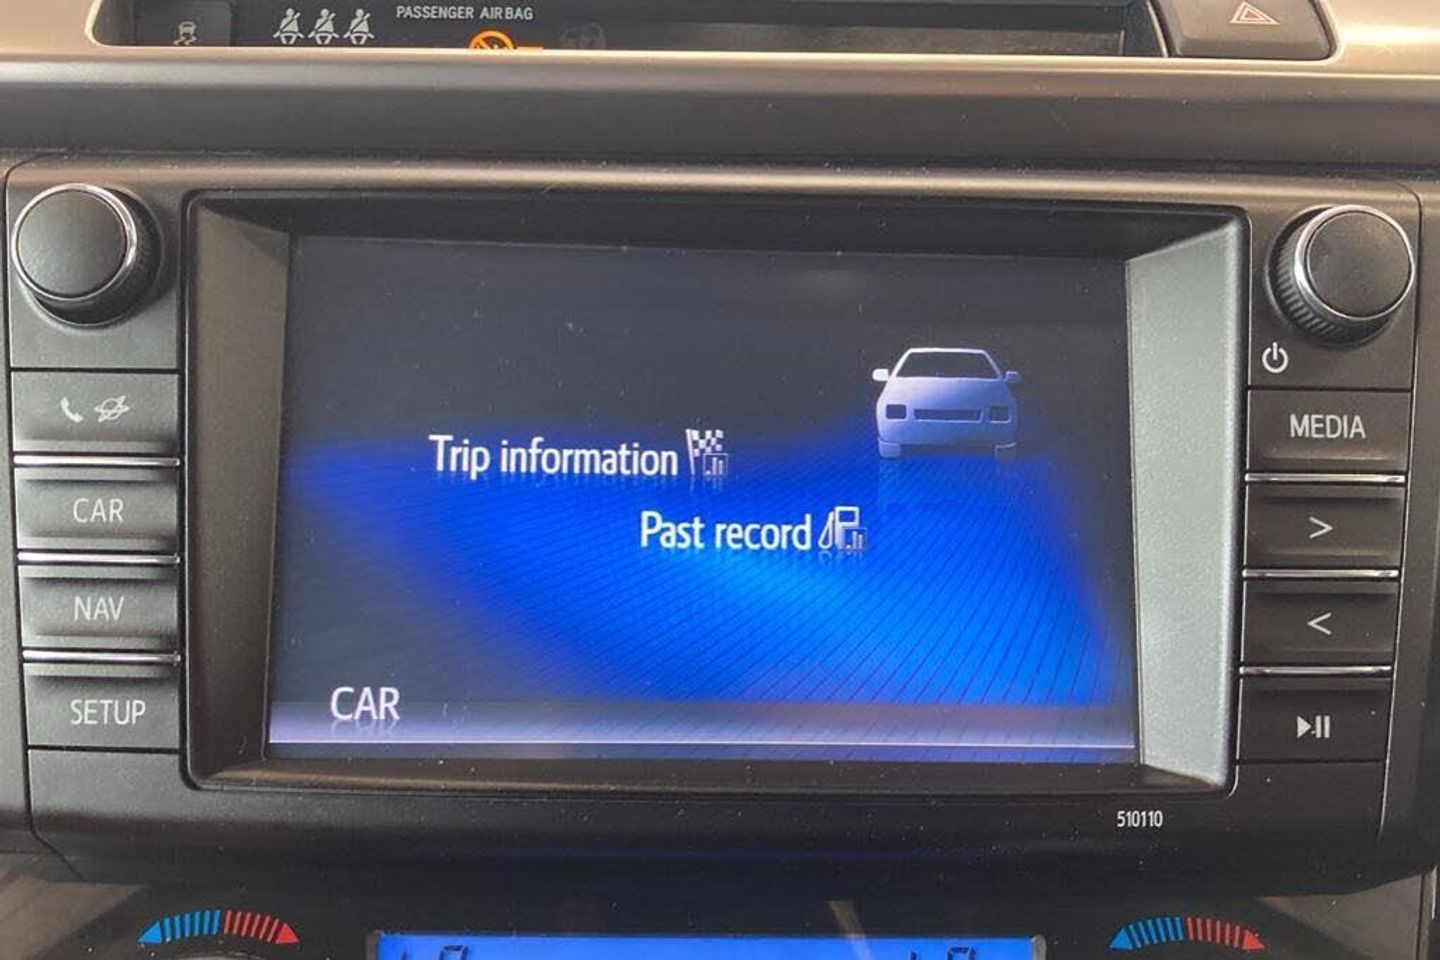 PASSENGER AIR BAG
CAR
NAV
SETUP
Trip information
Past record
CAR
MEDIA
>
<
510110